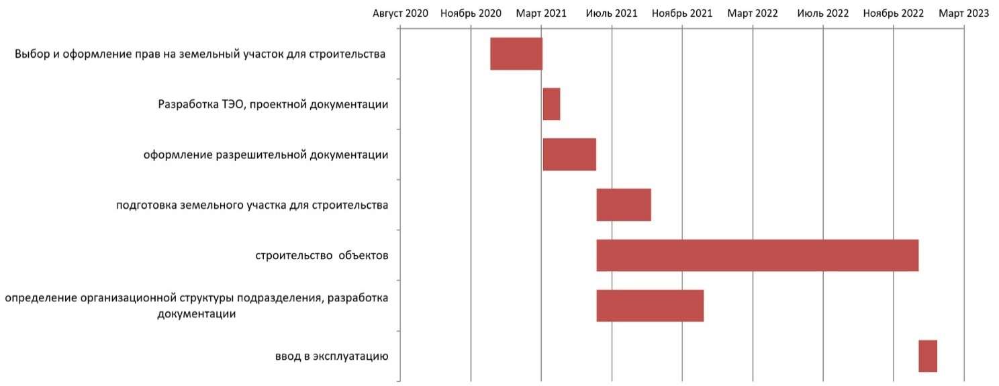 Август 2020 Ноябрь 2020 Март 2021 Июль 2021 Ноябрь 2021 Март 2022 Июль 2022 Ноябрь 2022 Март 2023
Выбор и оформление прав на земельный участок для строительства
Разработка ТЭО, проектной документации
оформление разрешительной документации
подготовка земельного участка для строительства
строительство объектов
определение организационной структуры подразделения, разработка
документации
ввод в эксплуатацию